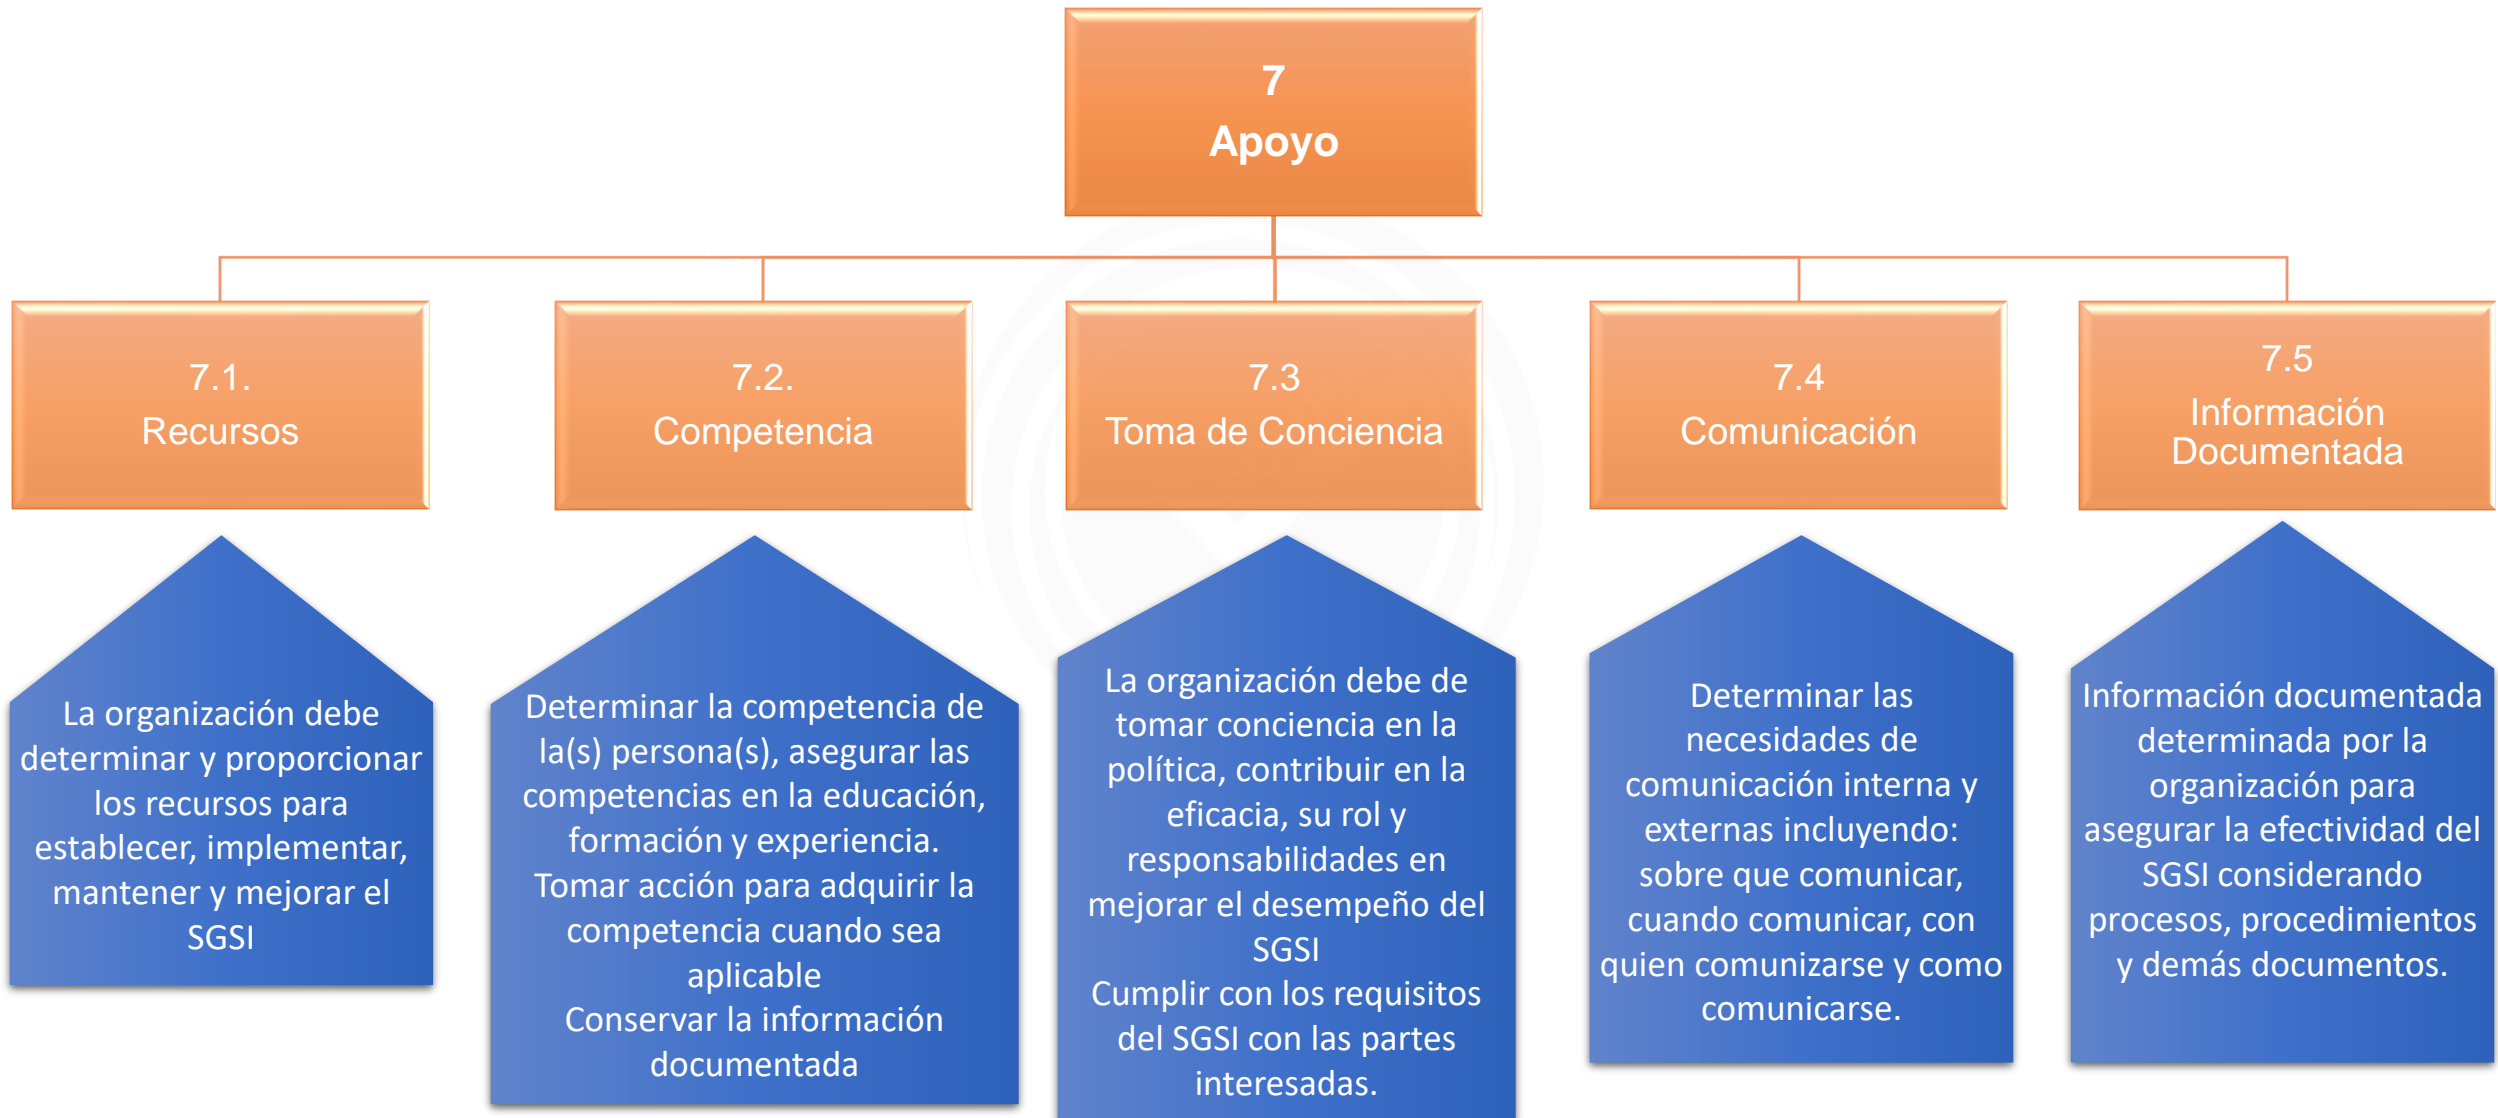 7
Apoyo
7.1.
Recursos
7.2.
Competencia
7.3
Toma de Conciencia
7.4
Comunicación
7.5
Información
Documentada
La organización debe
determinar y proporcionar
los recursos para
establecer, implementar,
mantener y mejorar el
SGSI
Determinar la competencia de
la(s) persona(s), asegurar las
competencias en la educación,
formación y experiencia.
Tomar acción para adquirir la
competencia cuando sea
aplicable
Conservar la información
documentada
La organización debe de
tomar conciencia en la
política, contribuir en la
eficacia, su rol y
responsabilidades en
mejorar el desempeño del
SGSI
Cumplir con los requisitos
del SGSI con las partes
interesadas.
Determinar las
necesidades de
comunicación interna y
externas incluyendo:
sobre que comunicar,
cuando comunicar, con
quien comunizarse y como
comunicarse.
Información documentada
determinada por la
organización para
asegurar la efectividad del
SGSI considerando
procesos, procedimientos
y demás documentos.